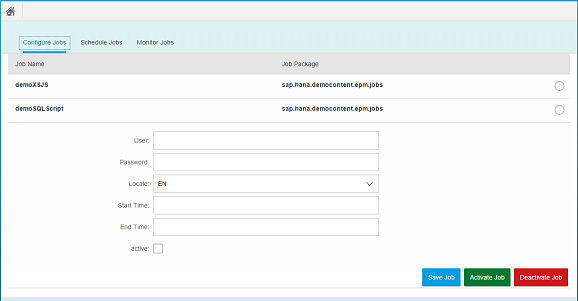 Configure Jobs Schedule Jobs Monitor Jobs
Job Name Job Package
demoXSJS sap.hana.democontent.epm.jobs
demoSQLScript sap.hana.democontent.epm.jobs
User:
Password:
Locale: EN
Start Time:
End Time:
active:
Save Job Activate Job Deactivate Job